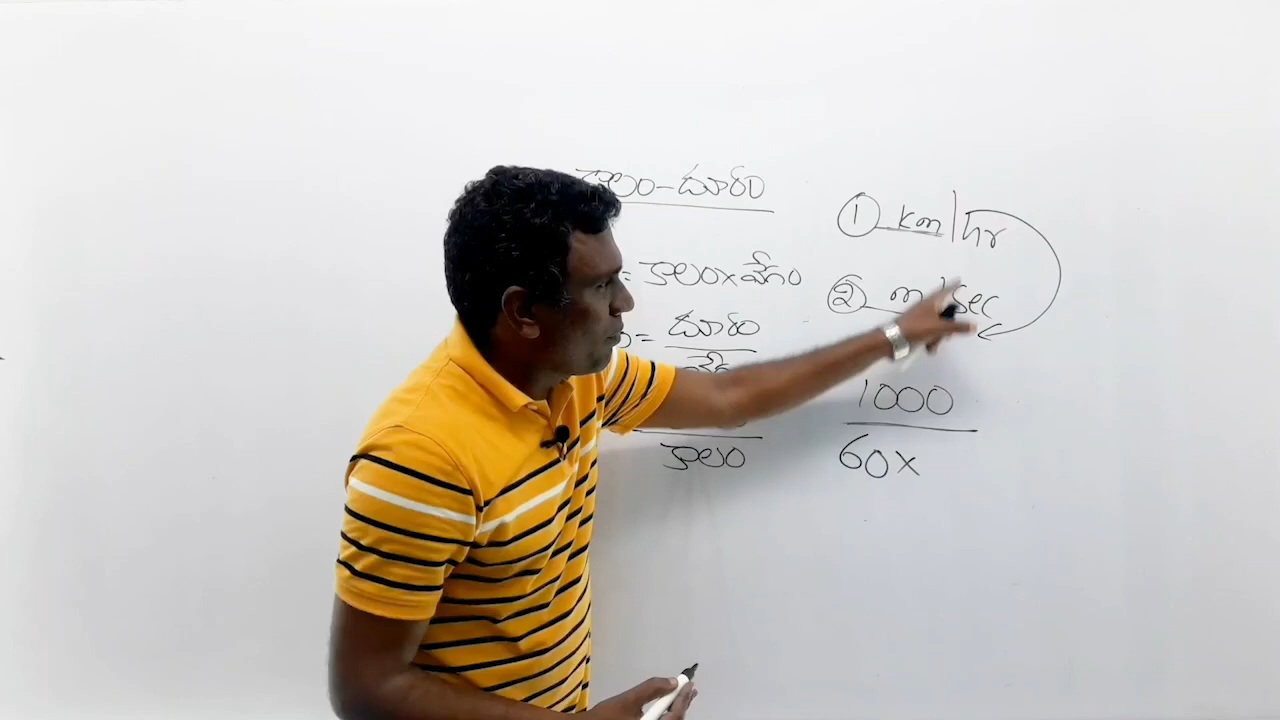 కాలం-దూరం
= కాలం×వేగం
= దూరం
కాలం
① km/hr
② m/sec
1000
60×